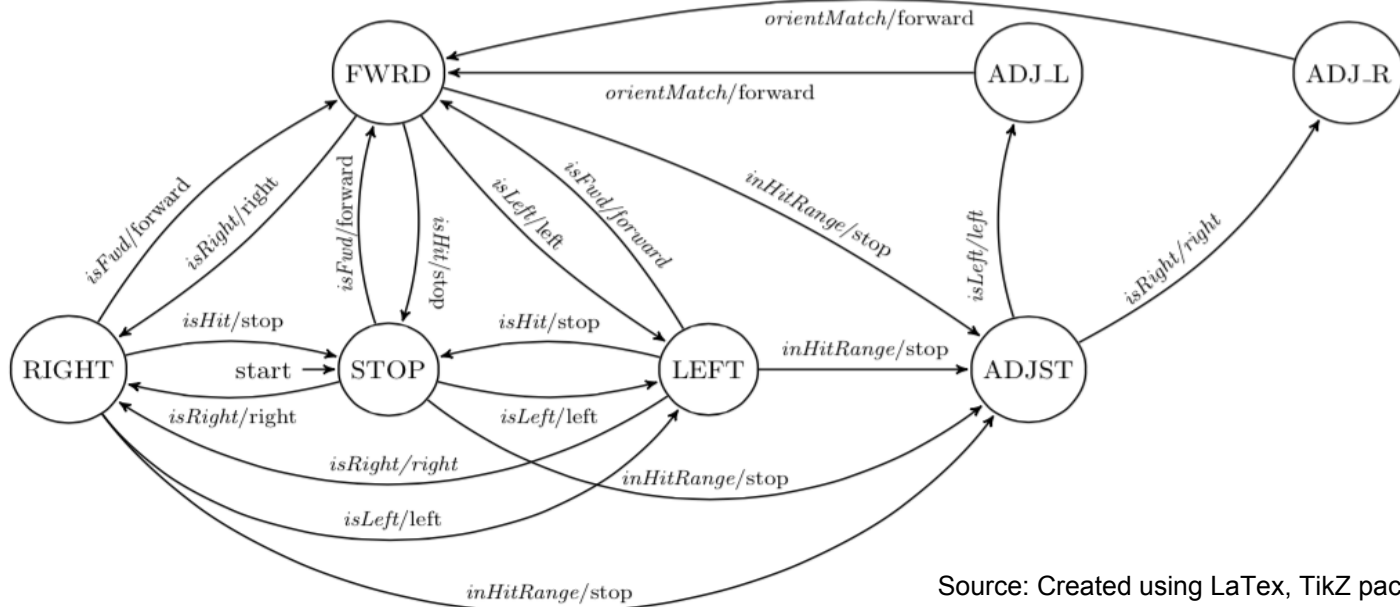 orientMatch/forward
FWRD
ADJ_L
ADJ_R
orientMatch/forward
isFwd/forward
isRight/right
isFwd/forward
isHit/stop
isLeft/left
isFwd/forward
inHitRange/stop
isLeft/left
isRight/right
isHit/stop
isHit/stop
inHitRange/stop
RIGHT
start
STOP
LEFT
ADJST
isRight/right
isLeft/left
isRight/right
inHitRange/stop
isLeft/left
inHitRange/stop
Source: Created using LaTex, TikZ pac